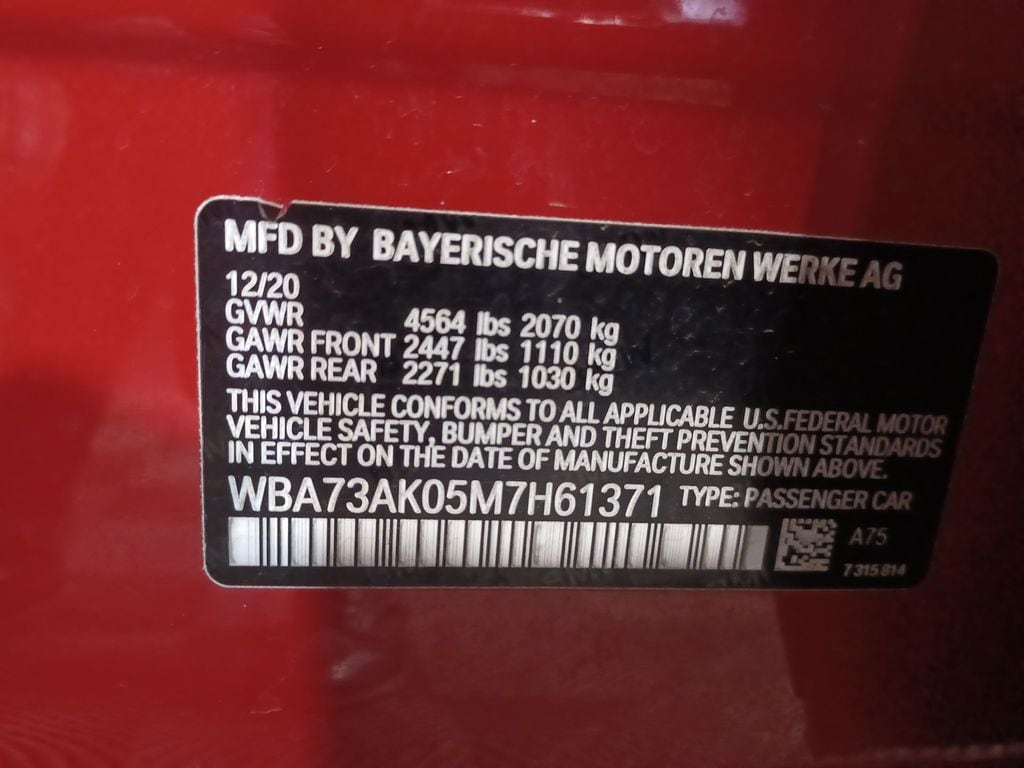 MFD BY BAYERISCHE MOTOREN WERKE AG
12/20
GVWR 4564 lbs 2070 kg
GAWR FRONT 2447 lbs 1110 kg
GAWR REAR 2271 lbs 1030 kg
THIS VEHICLE CONFORMS TO ALL APPLICABLE U.S.FEDERAL MOTOR
VEHICLE SAFETY, BUMPER AND THEFT PREVENTION STANDARDS
IN EFFECT ON THE DATE OF MANUFACTURE SHOWN ABOVE.
WBA73AK05M7H61371 TYPE: PASSENGER CAR
A75
7 315 814